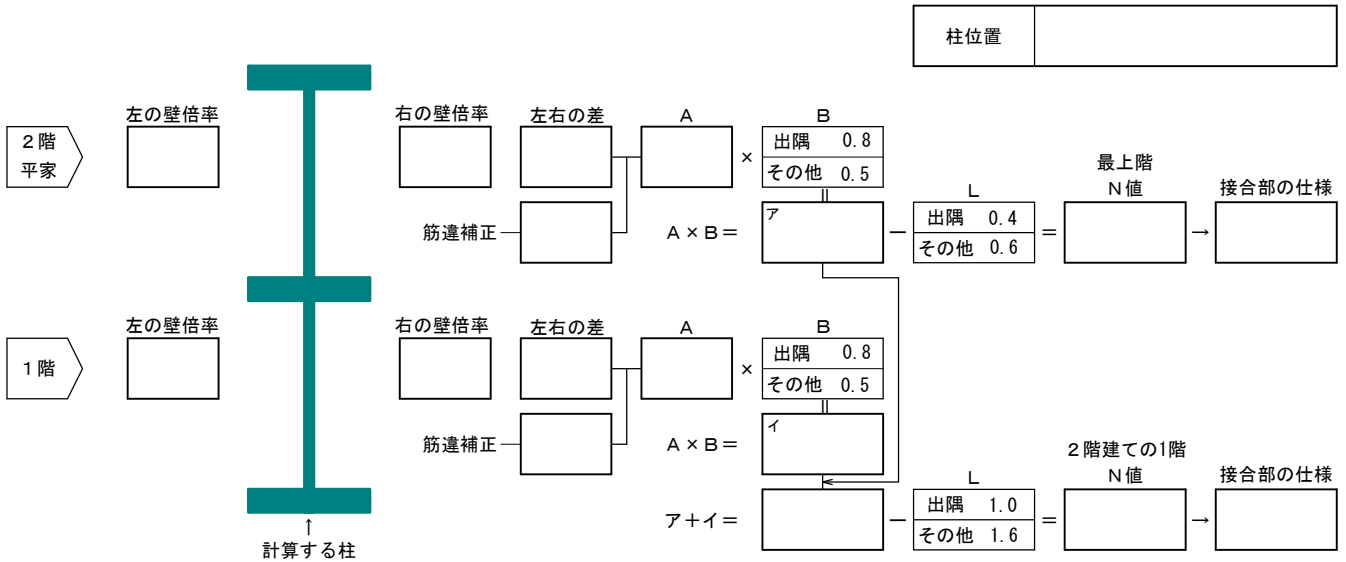 柱位置
左の壁倍率
右の壁倍率
左右の差
A
B
2階
平家
×
出隅 0.8
その他 0.5
最上階
N値
接合部の仕様
L
筋違補正
A×B＝
ア
－
出隅 0.4
その他 0.6
＝
→
左の壁倍率
右の壁倍率
左右の差
A
B
1階
×
出隅 0.8
その他 0.5
筋違補正
A×B＝
イ
2階建ての1階
N値
接合部の仕様
L
ア＋イ＝
－
出隅 1.0
その他 1.6
＝
→
↑
計算する柱